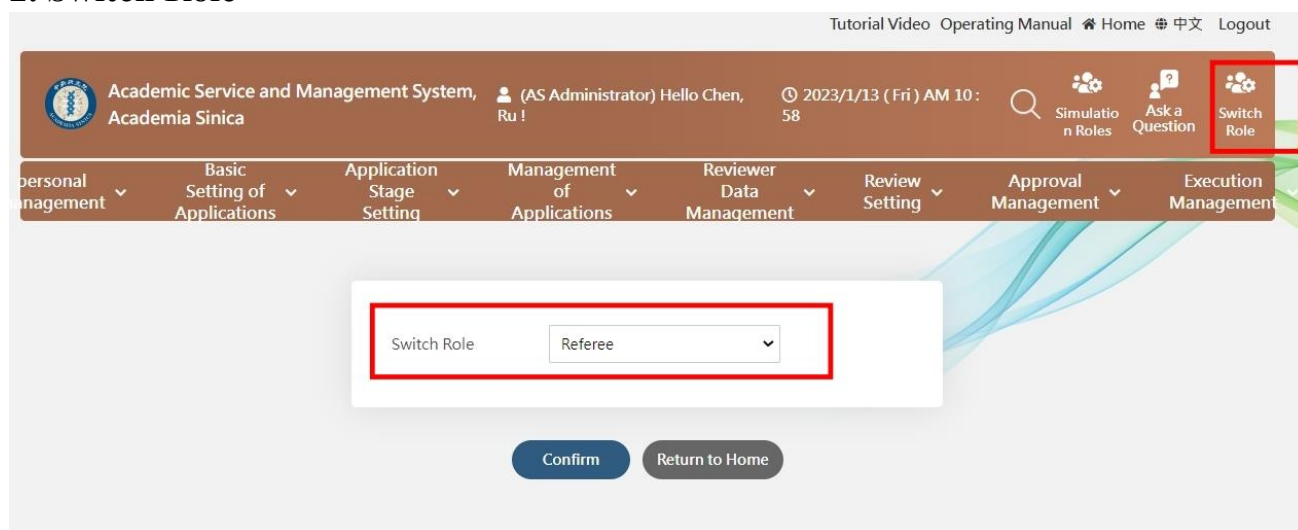 Tutorial Video Operating Manual Home 中文 Logout
Academic Service and Management System,
Academia Sinica
(AS Administrator) Hello Chen,
Ru !
2023/1/13 ( Fri ) AM 10 :
58
Simulatio
n Roles
Ask a
Question
Switch
Role
personal
anagement
Basic
Setting of
Applications
Application
Stage
Setting
Management
of
Applications
Reviewer
Data
Management
Review
Setting
Approval
Management
Execution
Management
Switch Role Referee
Confirm Return to Home